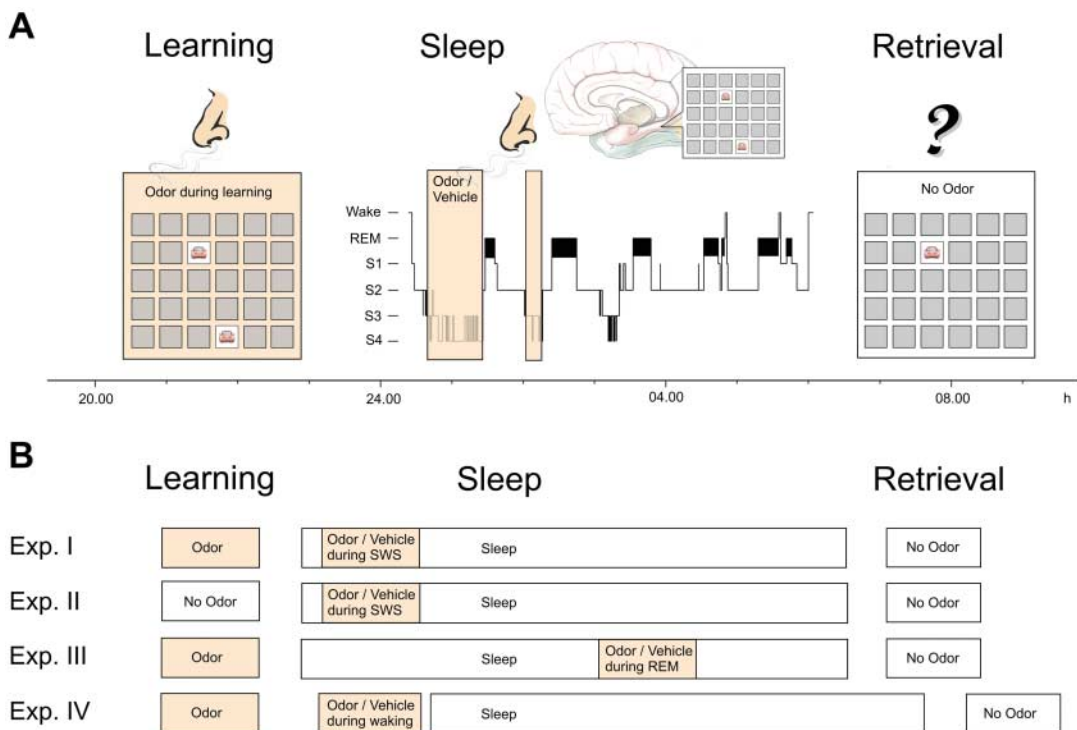 A
Learning
Sleep
Retrieval
?
Odor during learning
Odor /
Vehicle
No Odor
Wake
REM
S1
S2
S3
S4
20.00
24.00
04.00
08.00
h
B
Learning
Sleep
Retrieval
Exp. I
Odor
Odor / Vehicle
during SWS
Sleep
No Odor
Exp. II
No Odor
Odor / Vehicle
during SWS
Sleep
No Odor
Exp. III
Odor
Sleep
Odor / Vehicle
during REM
No Odor
Exp. IV
Odor
Odor / Vehicle
during waking
Sleep
No Odor